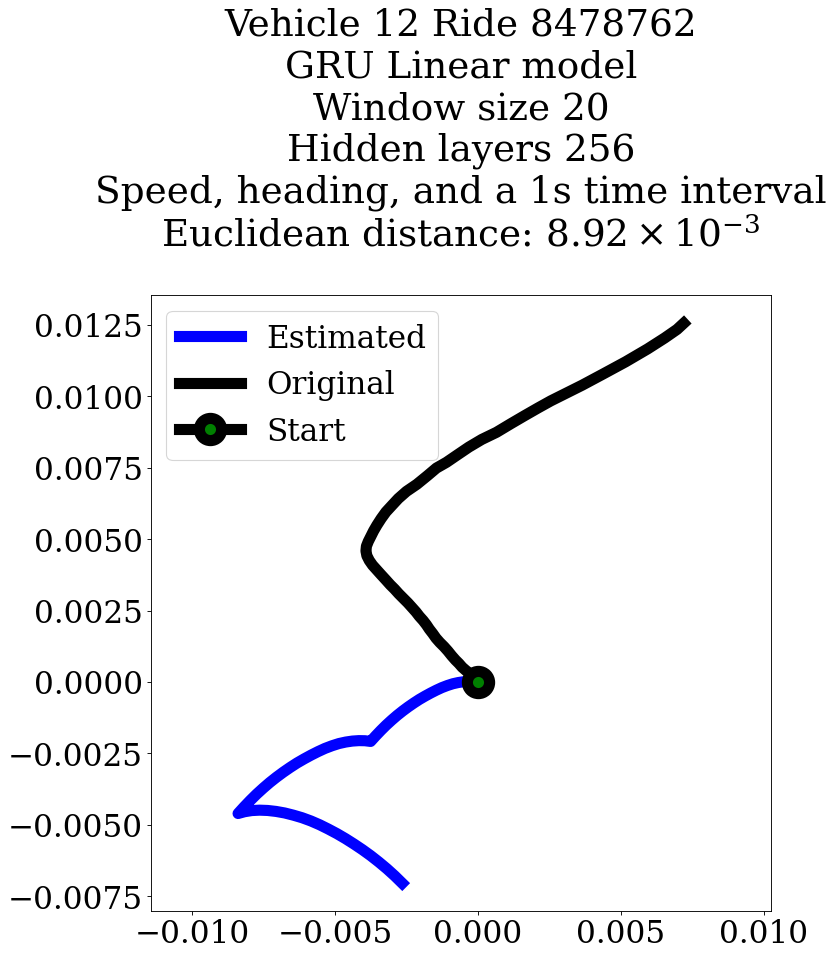 Vehicle 12 Ride 8478762
GRU Linear model
Window size 20
Hidden layers 256
Speed, heading, and a 1s time interval
Euclidean distance: 8.92 × 10⁻³
Estimated
Original
Start
0.0125
0.0100
0.0075
0.0050
0.0025
0.0000
−0.0025
−0.0050
−0.0075
−0.010 −0.005 0.000 0.005 0.010